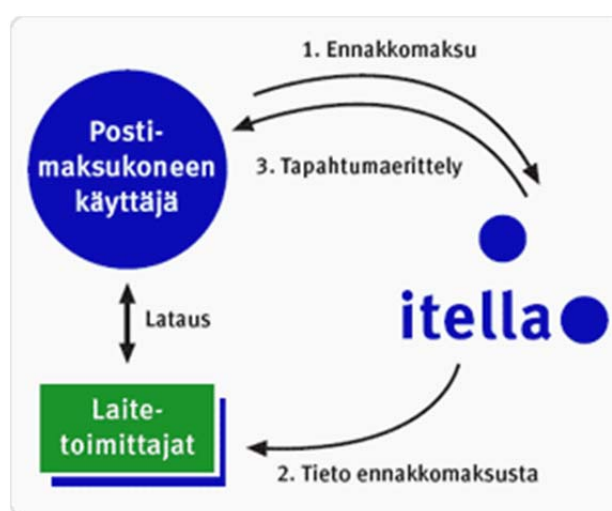 1. Ennakkomaksu
Posti-
maksukoneen
käyttäjä
3. Tapahtumaerittely
itella
Lataus
Laite-
toimittajat
2. Tieto ennakkomaksusta